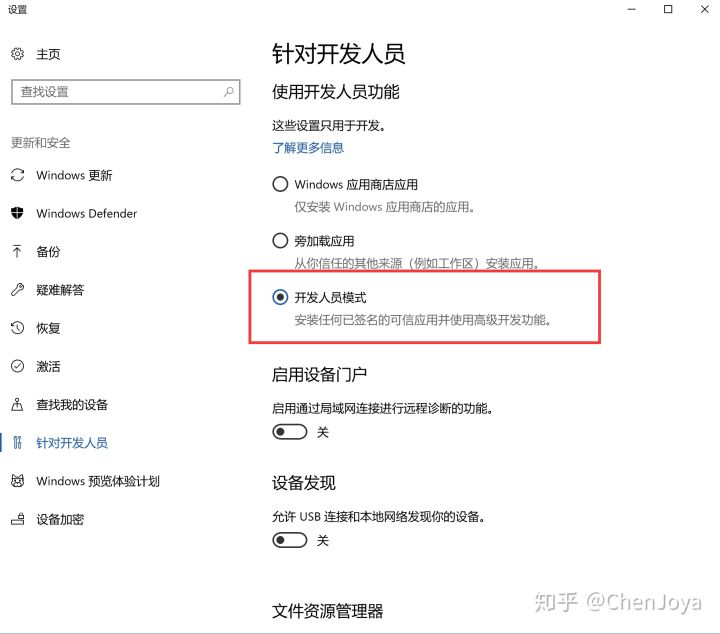 设置
主页
查找设置
更新和安全
Windows 更新
Windows Defender
备份
疑难解答
恢复
激活
查找我的设备
针对开发人员
Windows 预览体验计划
设备加密
针对开发人员
使用开发人员功能
这些设置只用于开发。
了解更多信息
Windows 应用商店应用
仅安装 Windows 应用商店的应用。
旁加载应用
从你信任的其他来源（例如工作区）安装应用。
开发人员模式
安装任何已签名的可信应用并使用高级开发功能。
启用设备门户
启用通过局域网连接进行远程诊断的功能。
关
设备发现
允许 USB 连接和本地网络发现你的设备。
关
文件资源管理器
知乎 @ChenJoya